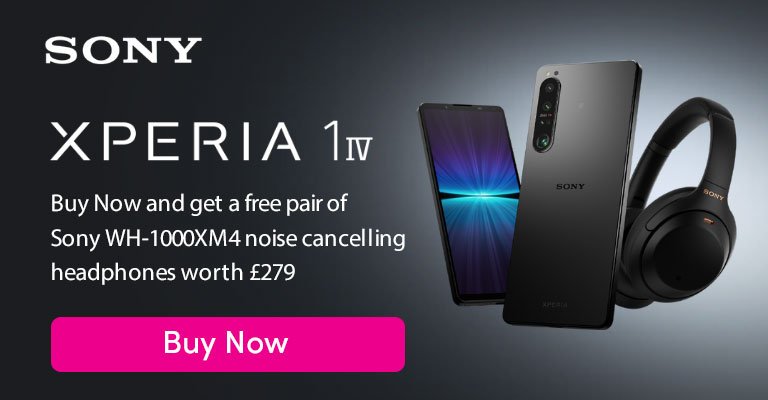 SONY
XPERIA 1 IV
Buy Now and get a free pair of
Sony WH-1000XM4 noise cancelling
headphones worth £279
Buy Now
SONY
XPERIA
SONY